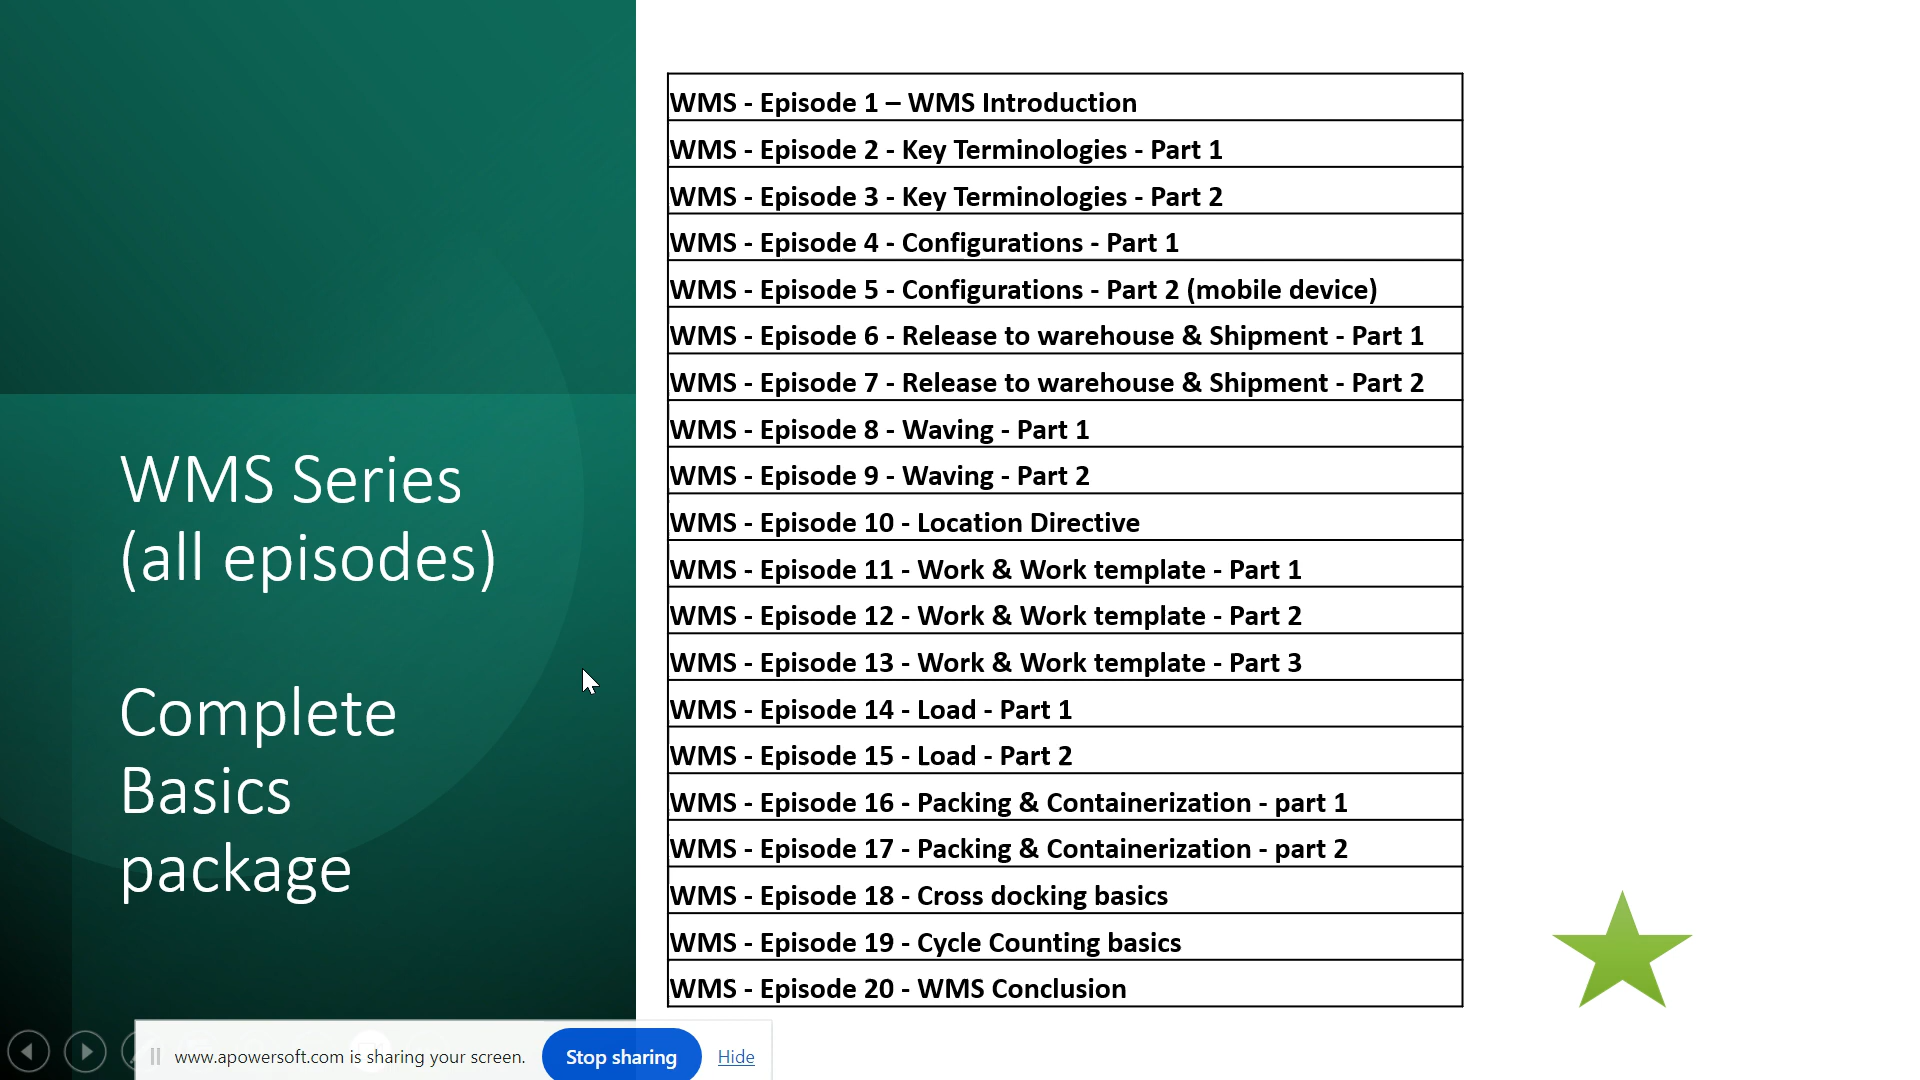 WMS Series
(all episodes)
Complete
Basics
package
WMS - Episode 1 – WMS Introduction
WMS - Episode 2 - Key Terminologies - Part 1
WMS - Episode 3 - Key Terminologies - Part 2
WMS - Episode 4 - Configurations - Part 1
WMS - Episode 5 - Configurations - Part 2 (mobile device)
WMS - Episode 6 - Release to warehouse & Shipment - Part 1
WMS - Episode 7 - Release to warehouse & Shipment - Part 2
WMS - Episode 8 - Waving - Part 1
WMS - Episode 9 - Waving - Part 2
WMS - Episode 10 - Location Directive
WMS - Episode 11 - Work & Work template - Part 1
WMS - Episode 12 - Work & Work template - Part 2
WMS - Episode 13 - Work & Work template - Part 3
WMS - Episode 14 - Load - Part 1
WMS - Episode 15 - Load - Part 2
WMS - Episode 16 - Packing & Containerization - part 1
WMS - Episode 17 - Packing & Containerization - part 2
WMS - Episode 18 - Cross docking basics
WMS - Episode 19 - Cycle Counting basics
WMS - Episode 20 - WMS Conclusion
www.apowersoft.com is sharing your screen. Stop sharing Hide